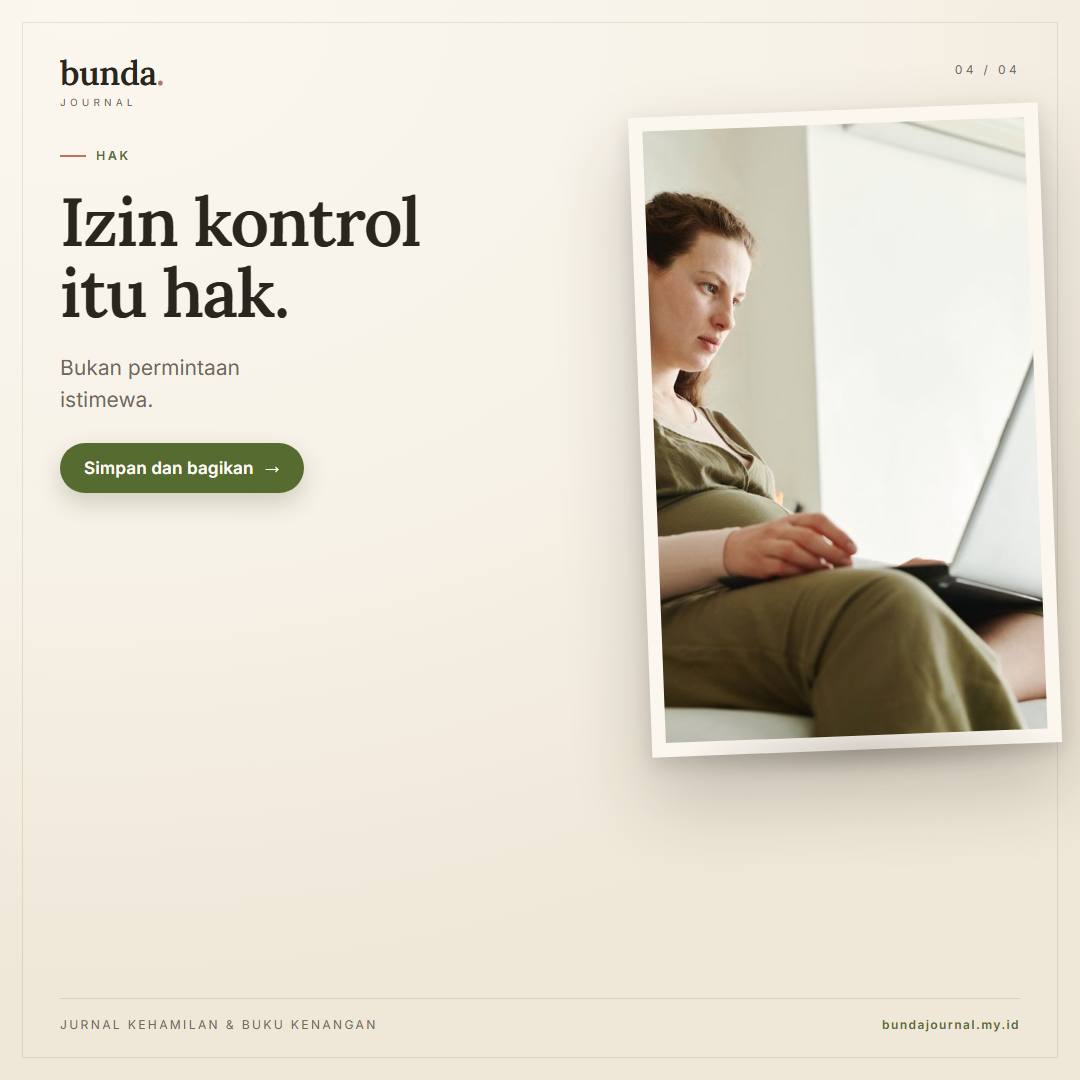 bunda.
JOURNAL
04 / 04
HAK
Izin kontrol
itu hak.
Bukan permintaan
istimewa.
Simpan dan bagikan →
JURNAL KEHAMILAN & BUKU KENANGAN
bundajournal.my.id